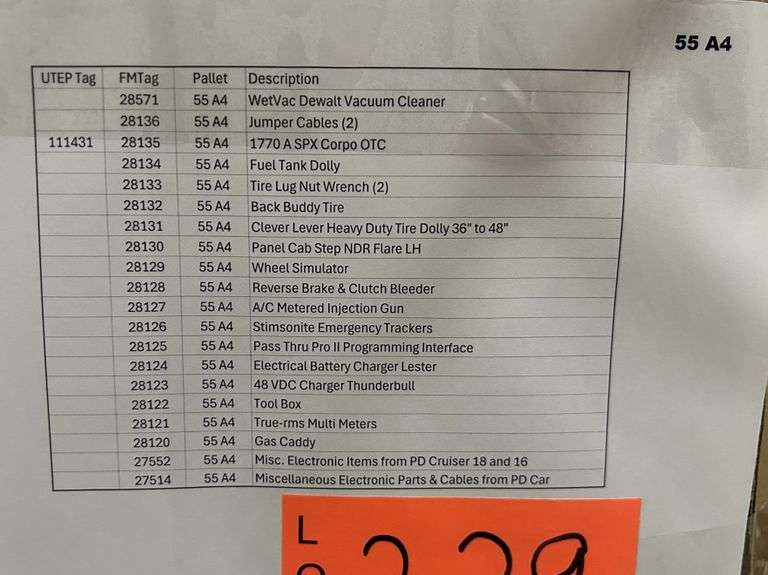 55 A4
UTEP Tag FMTag Pallet Description
28571 55 A4 WetVac Dewalt Vacuum Cleaner
28136 55 A4 Jumper Cables (2)
111431 28135 55 A4 1770 A SPX Corpo OTC
28134 55 A4 Fuel Tank Dolly
28133 55 A4 Tire Lug Nut Wrench (2)
28132 55 A4 Back Buddy Tire
28131 55 A4 Clever Lever Heavy Duty Tire Dolly 36" to 48"
28130 55 A4 Panel Cab Step NDR Flare LH
28129 55 A4 Wheel Simulator
28128 55 A4 Reverse Brake & Clutch Bleeder
28127 55 A4 A/C Metered Injection Gun
28126 55 A4 Stimsonite Emergency Trackers
28125 55 A4 Pass Thru Pro II Programming Interface
28124 55 A4 Electrical Battery Charger Lester
28123 55 A4 48 VDC Charger Thunderbull
28122 55 A4 Tool Box
28121 55 A4 True-rms Multi Meters
28120 55 A4 Gas Caddy
27552 55 A4 Misc. Electronic Items from PD Cruiser 18 and 16
27514 55 A4 Miscellaneous Electronic Parts & Cables from PD Car
L